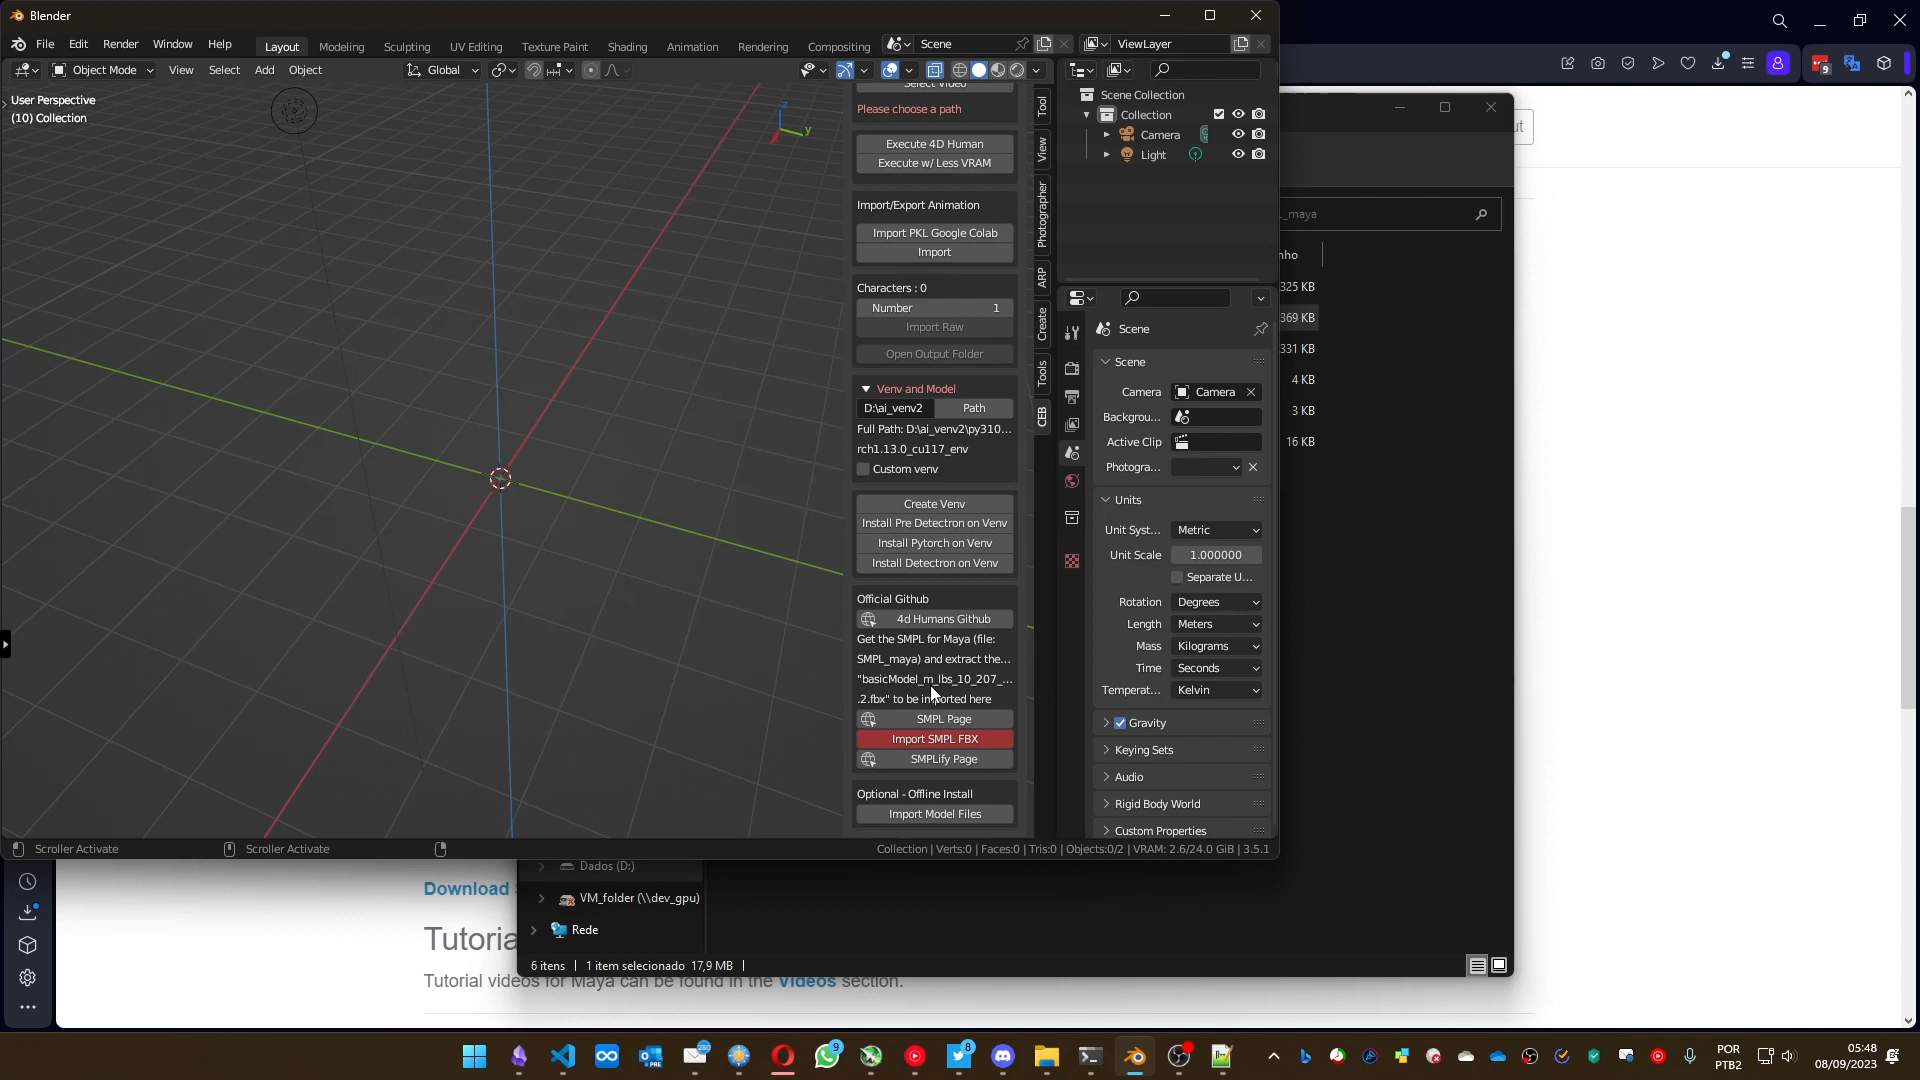 Blender
File Edit Render Window Help
Layout Modeling Sculpting UV Editing Texture Paint Shading Animation Rendering Compositing
Scene
ViewLayer
Object Mode View Select Add Object
Global
User Perspective
(10) Collection
z
y
Select Video
Please choose a path
Execute 4D Human
Execute w/ Less VRAM
Import/Export Animation
Import PKL Google Colab
Import
Characters : 0
Number 1
Import Raw
Open Output Folder
Venv and Model
D:\ai_venv2 Path
Full Path: D:\ai_venv2\py310...
rch1.13.0_cu117_env
Custom venv
Create Venv
Install Pre Detectron on Venv
Install Pytorch on Venv
Install Detectron on Venv
Official Github
4d Humans Github
Get the SMPL for Maya (file:
SMPL_maya) and extract the...
"basicModel_m_lbs_10_207_...
.2.fbx" to be imported here
SMPL Page
Import SMPL FBX
SMPLify Page
Optional - Offline Install
Import Model Files
Tool
View
Photographer
ARP
Create
Tools
CEB
Scene Collection
Collection
Camera
Light
Scene
Scene
Camera Camera
Backgrou...
Active Clip
Photogra...
Units
Unit Syst... Metric
Unit Scale 1.000000
Separate U...
Rotation Degrees
Length Meters
Mass Kilograms
Time Seconds
Temperat... Kelvin
Gravity
Keying Sets
Audio
Rigid Body World
Custom Properties
Scroller Activate
Scroller Activate
Collection | Verts:0 | Faces:0 | Tris:0 | Objects:0/2 | VRAM: 2.6/24.0 GiB | 3.5.1
9
ut
_maya
nho
325 KB
369 KB
331 KB
4 KB
3 KB
16 KB
Dados (D:)
VM_folder (\\dev_gpu)
Rede
6 itens 1 item selecionado 17,9 MB
Download
Tutoria
Tutorial videos for Maya can be found in the Videos section.
280
PRE
9
8
POR
PTB2
05:48
08/09/2023